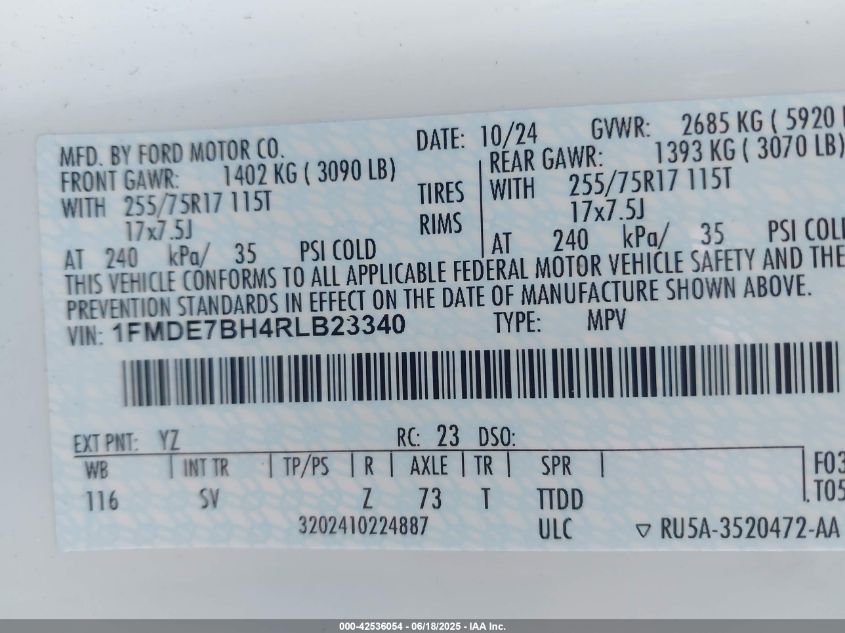 MFD. BY FORD MOTOR CO. DATE: 10/24 GVWR: 2685 KG ( 5920
FRONT GAWR: 1402 KG ( 3090 LB) REAR GAWR: 1393 KG ( 3070 LB)
WITH 255/75R17 115T TIRES WITH 255/75R17 115T
17x7.5J RIMS 17x7.5J
AT 240 kPa/ 35 PSI COLD AT 240 kPa/ 35 PSI COL
THIS VEHICLE CONFORMS TO ALL APPLICABLE FEDERAL MOTOR VEHICLE SAFETY AND THE
PREVENTION STANDARDS IN EFFECT ON THE DATE OF MANUFACTURE SHOWN ABOVE.
VIN: 1FMDE7BH4RLB23340 TYPE: MPV
EXT PNT: YZ RC: 23 DSO:
WB INT TR TP/PS R AXLE TR SPR F03
116 SV Z 73 T TTDD T05
3202410224887 ULC ▽ RU5A-3520472-AA
000-42536054 - 06/18/2025 - IAA Inc.